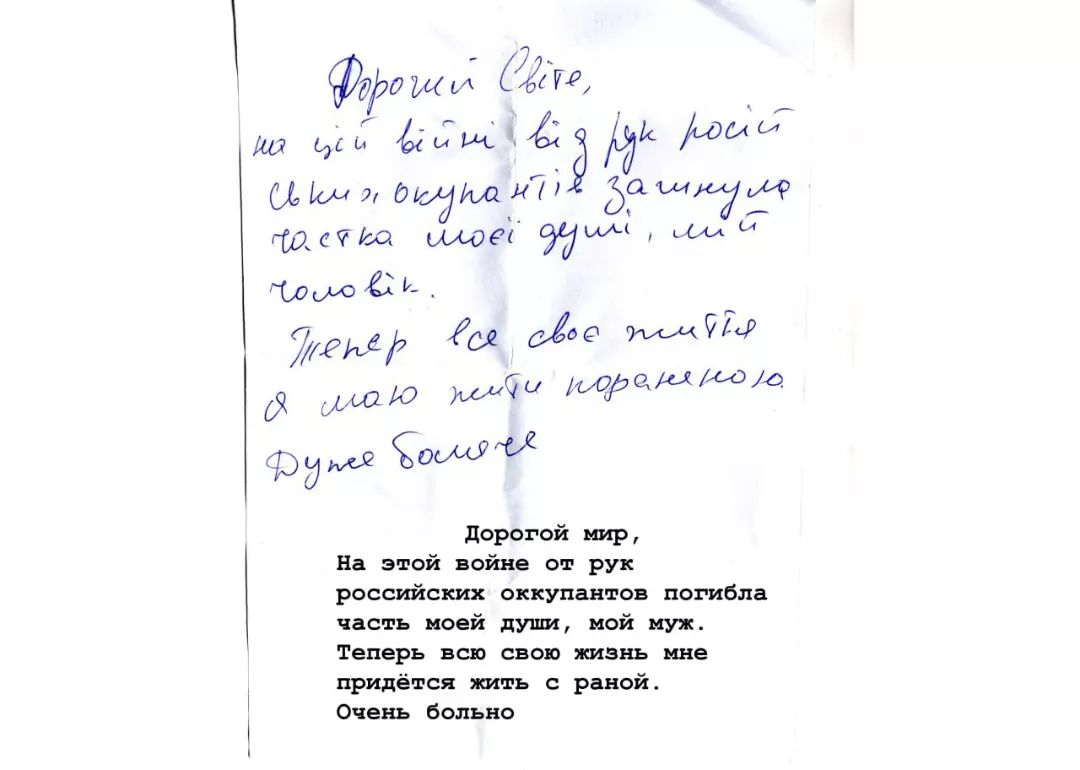 Дорогий Світе,
на цій війні від рук росій
ських окупантів загинула
частка моєї душі, мій
чоловік.
Тепер все своє життя
я маю жити пораненою
Дуже боляче
Дорогой мир,
На этой войне от рук
российских оккупантов погибла
часть моей души, мой муж.
Теперь всю свою жизнь мне
придётся жить с раной.
Очень больно